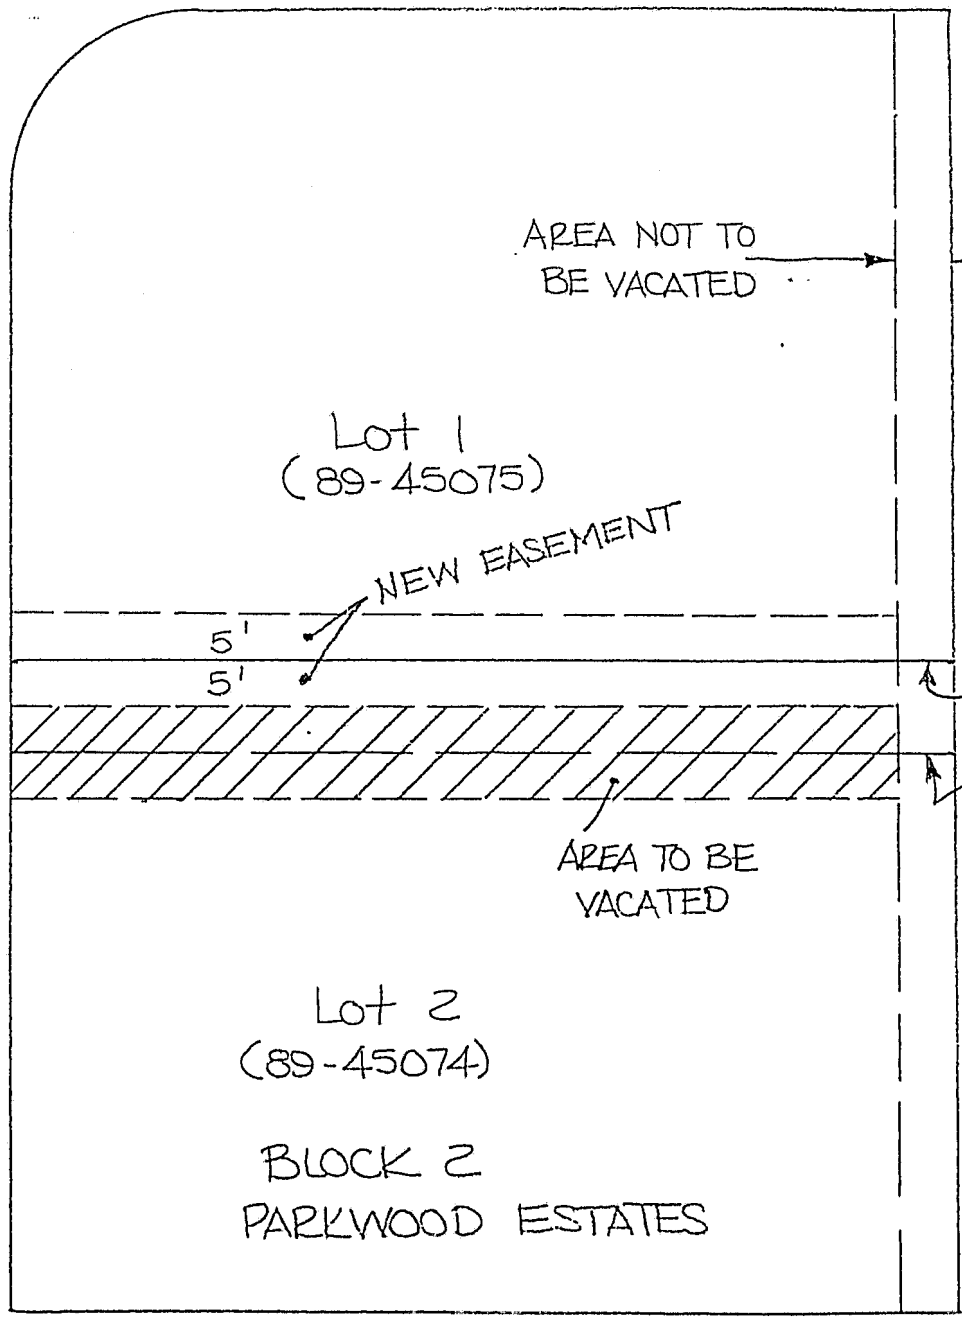 AREA NOT TO
BE VACATED
Lot 1
(89-45075)
NEW EASEMENT
5'
5'
AREA TO BE
VACATED
Lot 2
(89-45074)
BLOCK 2
PARKWOOD ESTATES